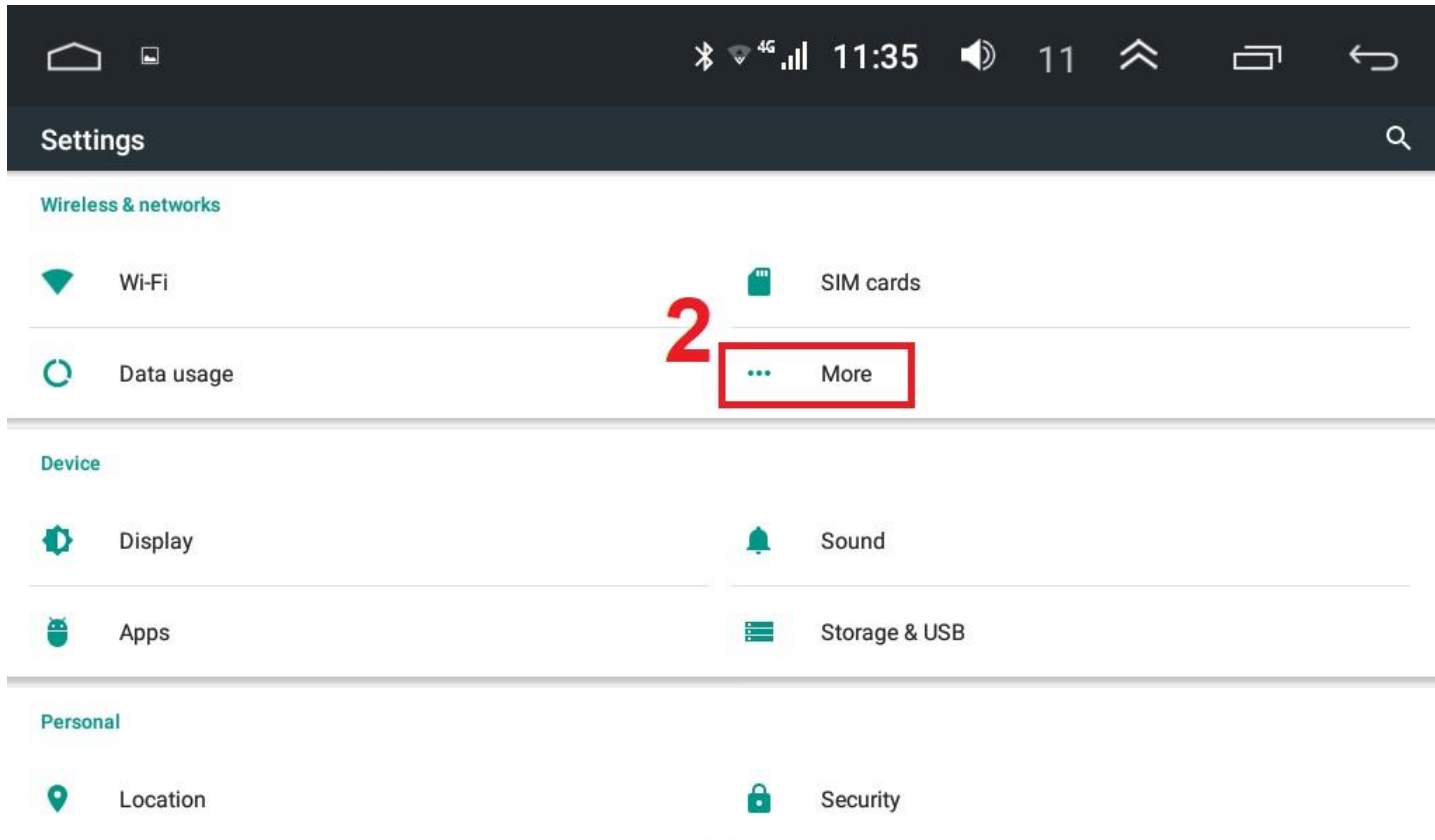 4G 11:35 11
Settings
Wireless & networks
Wi-Fi SIM cards
2
Data usage More
Device
Display Sound
Apps Storage & USB
Personal
Location Security